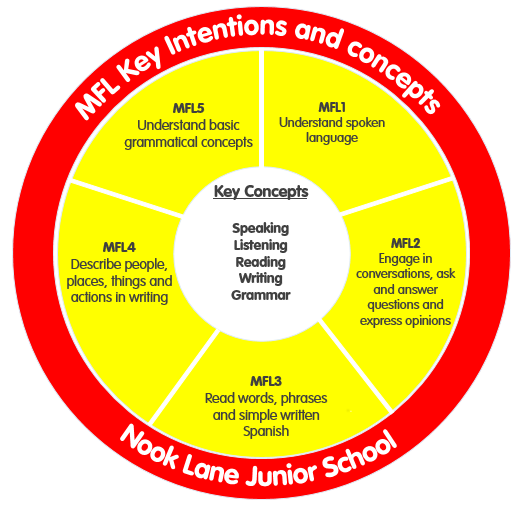 MFL Key Intentions and concepts
MFL1
Understand spoken
language
MFL2
Engage in
conversations, ask
and answer
questions and
express opinions
MFL3
Read words, phrases
and simple written
Spanish
MFL4
Describe people,
places, things and
actions in writing
MFL5
Understand basic
grammatical concepts
Key Concepts
Speaking
Listening
Reading
Writing
Grammar
Nook Lane Junior School